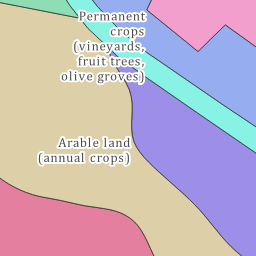 Permanent
crops
(vineyards,
fruit trees,
olive groves)
Arable land
(annual crops)